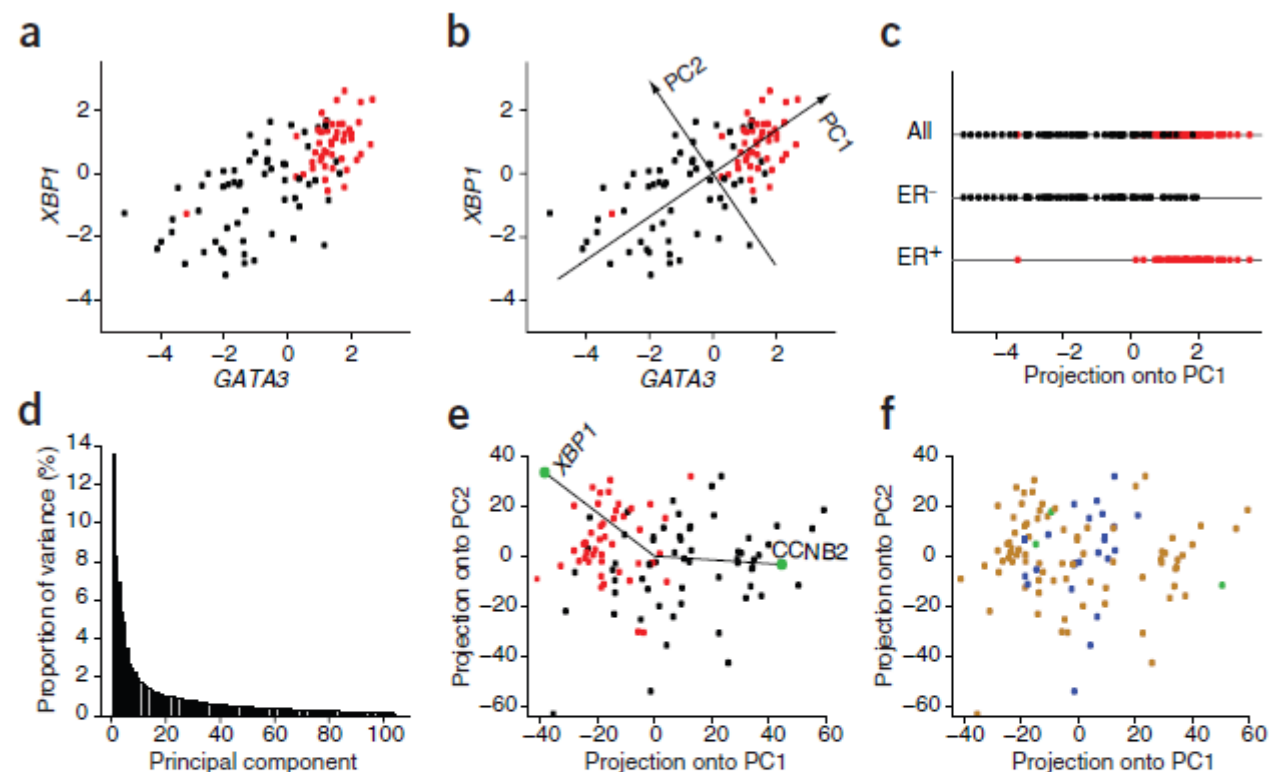 a
XBP1
2
0
−2
−4
−4
−2
0
2
GATA3
b
XBP1
2
0
−2
−4
PC2
PC1
−4
−2
0
2
GATA3
c
All
ER−
ER+
−4
−2
0
2
Projection onto PC1
d
Proportion of variance (%)
14
12
10
8
6
4
2
0
0
20
40
60
80
100
Principal component
e
Projection onto PC2
40
20
0
−20
−40
−60
XBP1
CCNB2
−40
−20
0
20
40
60
Projection onto PC1
f
Projection onto PC2
40
20
0
−20
−40
−60
−40
−20
0
20
40
60
Projection onto PC1